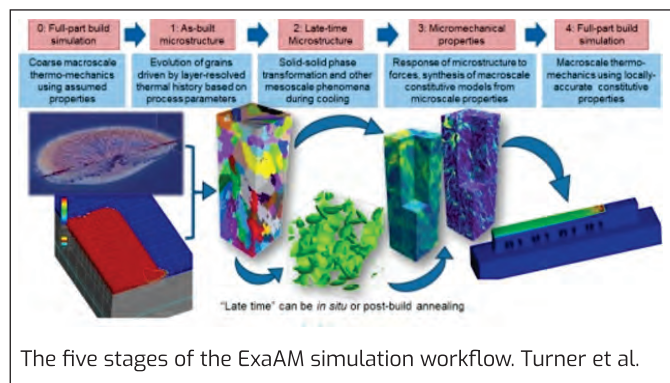 0: Full-part build
simulation
1: As-built
microstructure
2: Late-time
Microstructure
3: Micromechanical
properties
4: Full-part build
simulation
Coarse macroscale
thermo-mechanics
using assumed
properties
Evolution of grains
driven by layer-resolved
thermal history based on
process parameters
Solid-solid phase
transformation and other
mesoscale phenomena
during cooling
Response of microstructure to
forces, synthesis of macroscale
constitutive models from
microscale properties
Macroscale thermo-
mechanics using locally-
accurate constitutive
properties
"Late time" can be in situ or post-build annealing
The five stages of the ExaAM simulation workflow. Turner et al.